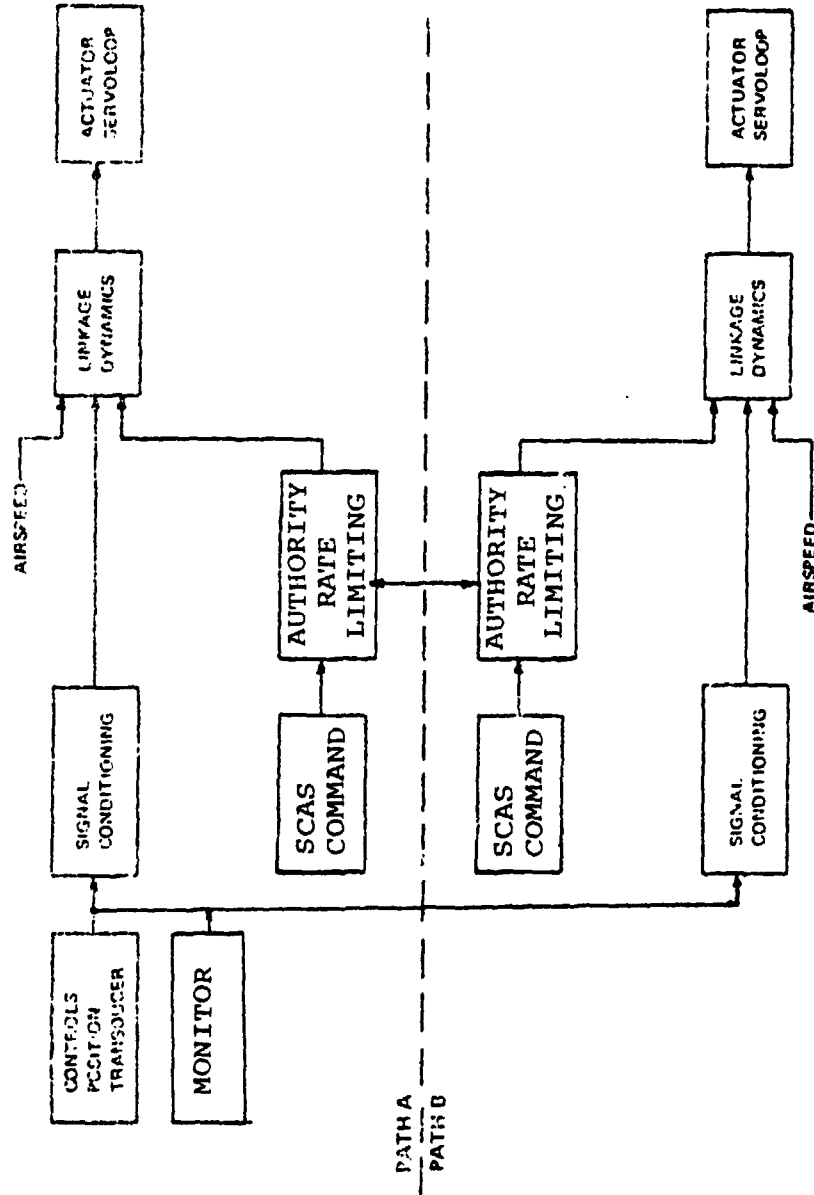 CONTROLS
POSITION
TRANSDUCER
MONITOR
SIGNAL
CONDITIONING
AIRSPEED
LINKAGE
DYNAMICS
ACTUATOR
SERVOLOOP
SCAS
COMMAND
AUTHORITY
RATE
LIMITING
PATH A
PATH B
SCAS
COMMAND
AUTHORITY
RATE
LIMITING
SIGNAL
CONDITIONING
AIRSPEED
LINKAGE
DYNAMICS
ACTUATOR
SERVOLOOP